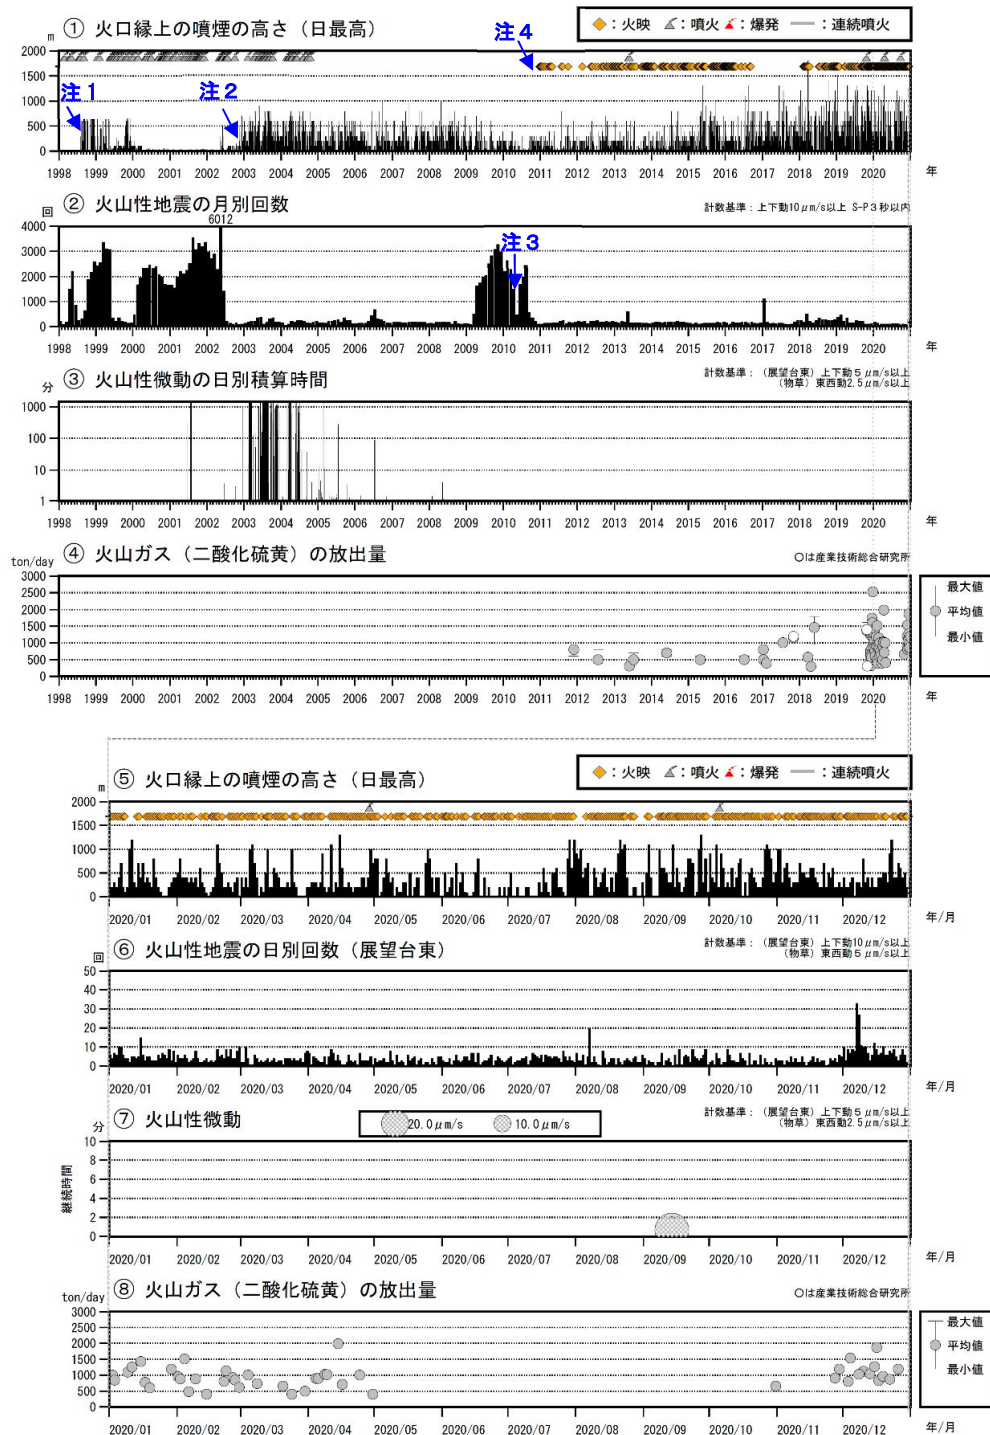 ① 火口縁上の噴煙の高さ（日最高）
◆：火映 ：噴火 ：爆発 ：連続噴火
m
注４
2000
1500
注１
注２
1000
500
0
1998 1999 2000 2001 2002 2003 2004 2005 2006 2007 2008 2009 2010 2011 2012 2013 2014 2015 2016 2017 2018 2019 2020 年
② 火山性地震の月別回数
計数基準：上下動10μm/s以上 S-P３秒以内
回
6012
注３
4000
3000
2000
1000
0
1998 1999 2000 2001 2002 2003 2004 2005 2006 2007 2008 2009 2010 2011 2012 2013 2014 2015 2016 2017 2018 2019 2020 年
③ 火山性微動の日別積算時間
計数基準：（展望台東）上下動５μm/s以上
（物草）東西動2.5μm/s以上
分
1000
100
10
1
1998 1999 2000 2001 2002 2003 2004 2005 2006 2007 2008 2009 2010 2011 2012 2013 2014 2015 2016 2017 2018 2019 2020 年
④ 火山ガス（二酸化硫黄）の放出量
○は産業技術総合研究所
ton/day
3000
2500
2000
1500
1000
500
0
最大値
平均値
最小値
1998 1999 2000 2001 2002 2003 2004 2005 2006 2007 2008 2009 2010 2011 2012 2013 2014 2015 2016 2017 2018 2019 2020 年
⑤ 火口縁上の噴煙の高さ（日最高）
◆：火映 ：噴火 ：爆発 ：連続噴火
m
2000
1500
1000
500
0
2020/01 2020/02 2020/03 2020/04 2020/05 2020/06 2020/07 2020/08 2020/09 2020/10 2020/11 2020/12 年/月
⑥ 火山性地震の日別回数（展望台東）
計数基準：（展望台東）上下動10μm/s以上
（物草）東西動５μm/s以上
回
50
40
30
20
10
0
2020/01 2020/02 2020/03 2020/04 2020/05 2020/06 2020/07 2020/08 2020/09 2020/10 2020/11 2020/12 年/月
⑦ 火山性微動
20.0μm/s 10.0μm/s
計数基準：（展望台東）上下動５μm/s以上
（物草）東西動2.5μm/s以上
分
継続時間
10
8
6
4
2
0
2020/01 2020/02 2020/03 2020/04 2020/05 2020/06 2020/07 2020/08 2020/09 2020/10 2020/11 2020/12 年/月
⑧ 火山ガス（二酸化硫黄）の放出量
○は産業技術総合研究所
ton/day
3000
2500
2000
1500
1000
500
0
最大値
平均値
最小値
2020/01 2020/02 2020/03 2020/04 2020/05 2020/06 2020/07 2020/08 2020/09 2020/10 2020/11 2020/12 年/月